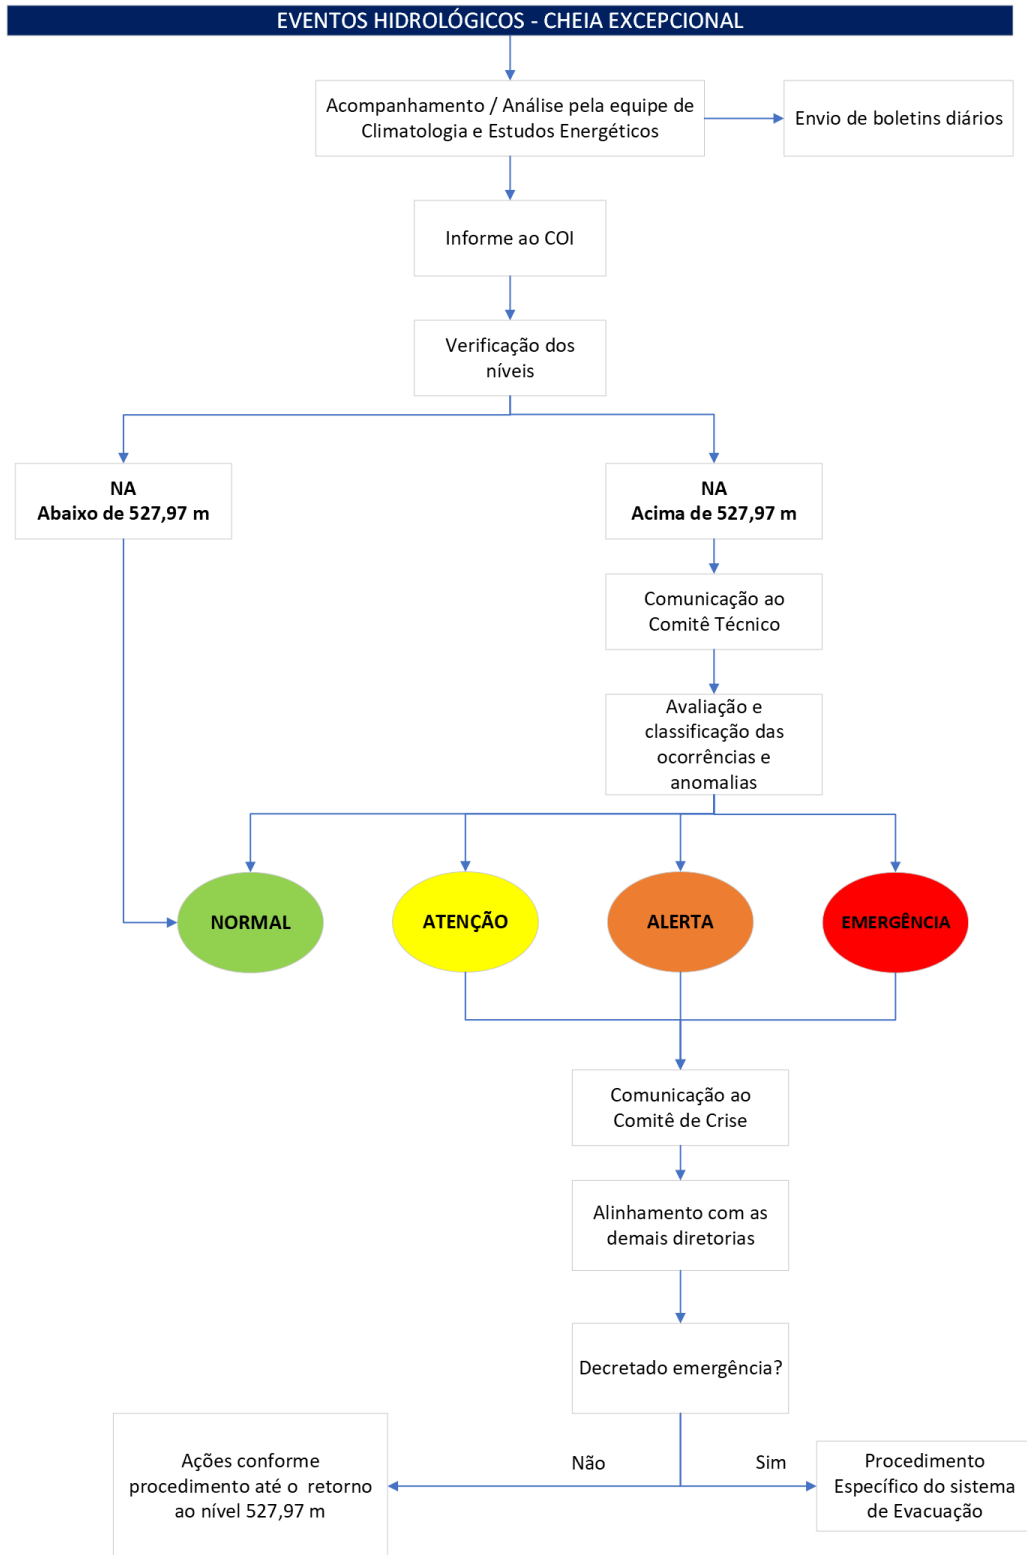 EVENTOS HIDROLÓGICOS - CHEIA EXCEPCIONAL
Acompanhamento / Análise pela equipe de
Climatologia e Estudos Energéticos
Envio de boletins diários
Informe ao COI
Verificação dos
níveis
NA
Abaixo de 527,97 m
NA
Acima de 527,97 m
Comunicação ao
Comitê Técnico
Avaliação e
classificação das
ocorrências e
anomalias
NORMAL
ATENÇÃO
ALERTA
EMERGÊNCIA
Comunicação ao
Comitê de Crise
Alinhamento com as
demais diretorias
Decretado emergência?
Não
Sim
Ações conforme
procedimento até o retorno
ao nível 527,97 m
Procedimento
Específico do sistema
de Evacuação